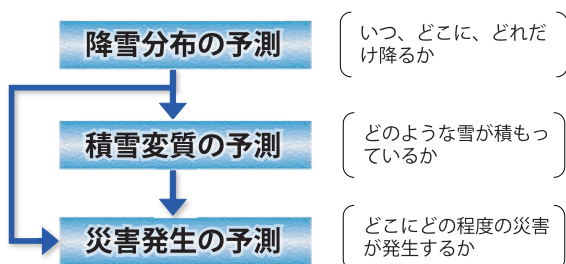 降雪分布の予測
いつ、どこに、どれだ
け降るか
積雪変質の予測
どのような雪が積もっ
ているか
災害発生の予測
どこにどの程度の災害
が発生するか